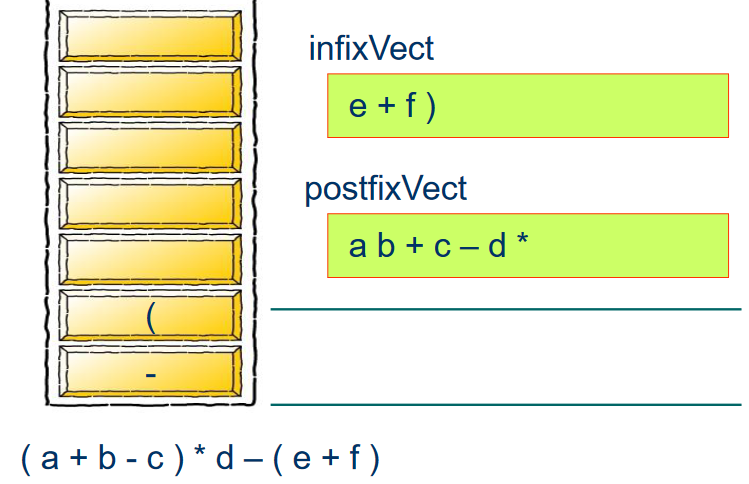 infixVect
e + f )
postfixVect
a b + c – d *
(
-
( a + b - c ) * d – ( e + f )